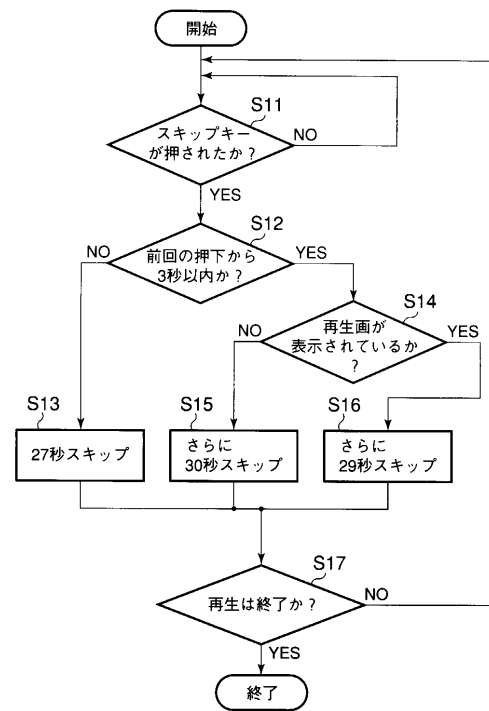 開始
S11
スキップキー
が押されたか？
NO
YES
S12
前回の押下から
3秒以内か？
NO
YES
S14
再生画が
表示されているか
？
NO
YES
S13
27秒スキップ
S15
さらに
30秒スキップ
S16
さらに
29秒スキップ
S17
再生は終了か？
NO
YES
終了